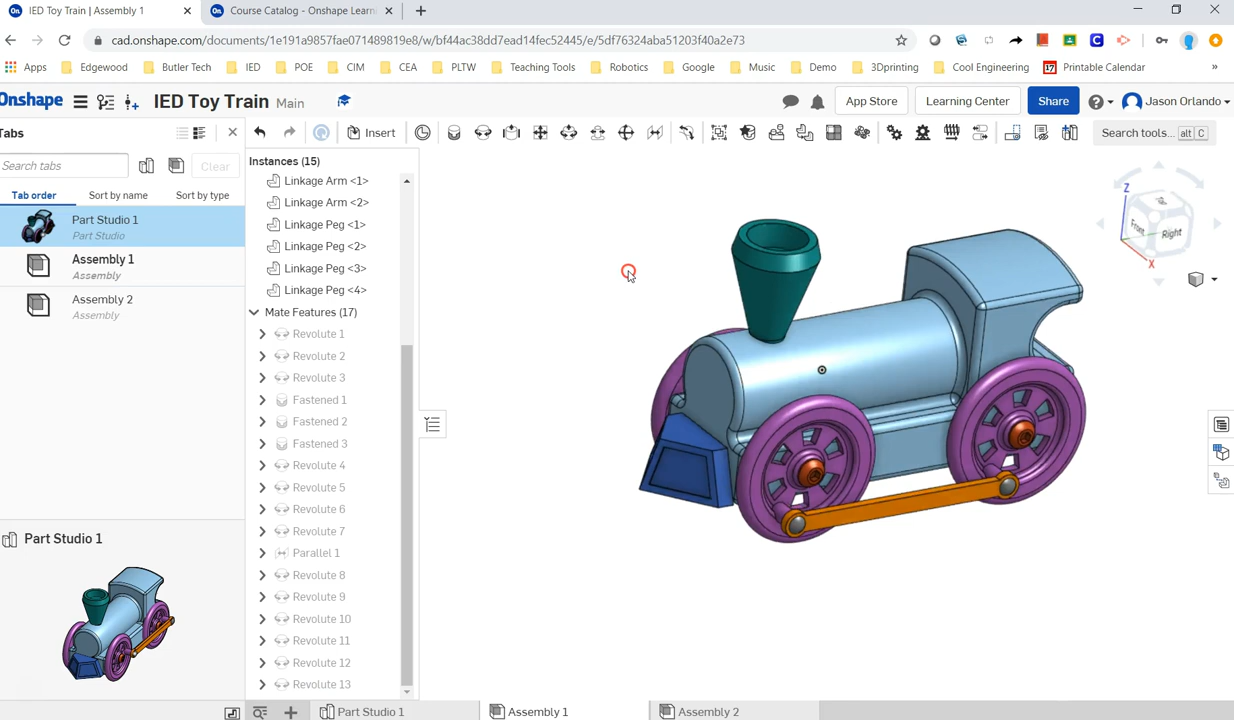 IED Toy Train | Assembly 1
Course Catalog - Onshape Learn
cad.onshape.com/documents/1e191a9857fae071489819e8/w/bf44ac38dd7ead14fec52445/e/5df76324aba51203f40a2e73
Apps Edgewood Butler Tech IED POE CIM CEA PLTW Teaching Tools Robotics Google Music Demo 3Dprinting Cool Engineering 17 Printable Calendar »
Onshape IED Toy Train Main App Store Learning Center Share Jason Orlando
Tabs
Insert
Search tools... alt C
Search tabs
Clear
Tab order Sort by name Sort by type
Part Studio 1
Part Studio
Assembly 1
Assembly
Assembly 2
Assembly
Part Studio 1
Instances (15)
Linkage Arm <1>
Linkage Arm <2>
Linkage Peg <1>
Linkage Peg <2>
Linkage Peg <3>
Linkage Peg <4>
Mate Features (17)
Revolute 1
Revolute 2
Revolute 3
Fastened 1
Fastened 2
Fastened 3
Revolute 4
Revolute 5
Revolute 6
Revolute 7
Parallel 1
Revolute 8
Revolute 9
Revolute 10
Revolute 11
Revolute 12
Revolute 13
Z
Front
Right
X
Part Studio 1 Assembly 1 Assembly 2